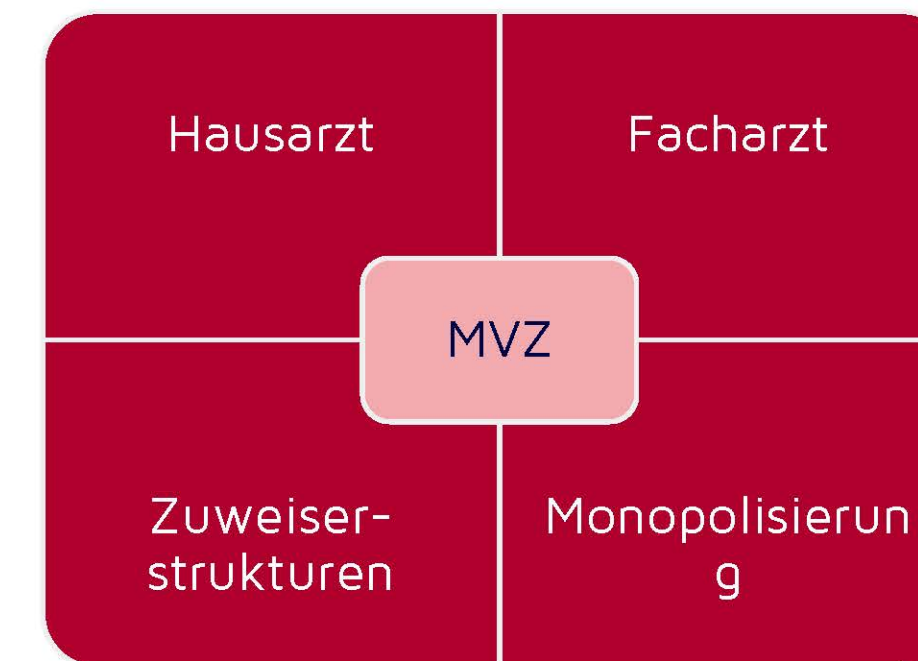 Hausarzt
Facharzt
MVZ
Zuweiser-
strukturen
Monopolisierun
g